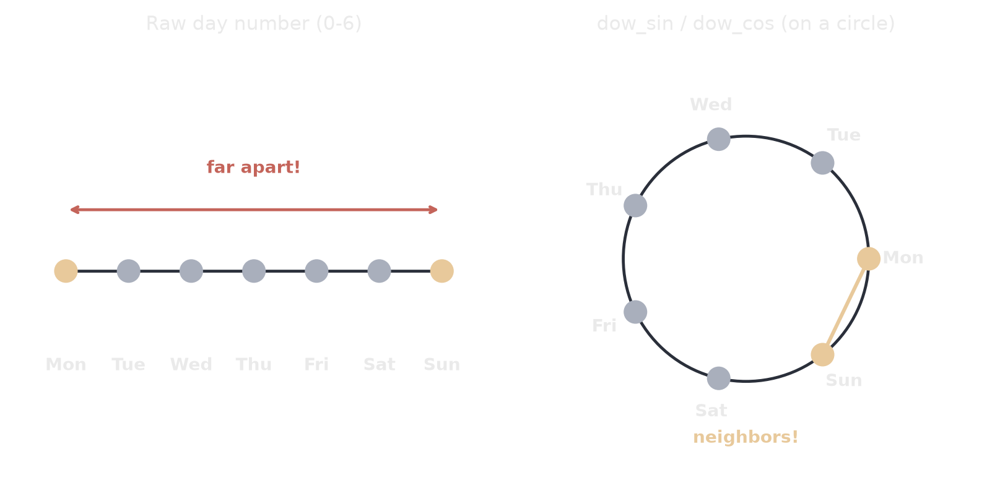 Raw day number (0-6)
far apart!
Mon Tue Wed Thu Fri Sat Sun
dow_sin / dow_cos (on a circle)
Wed
Tue
Thu
Mon
Fri
Sun
Sat
neighbors!